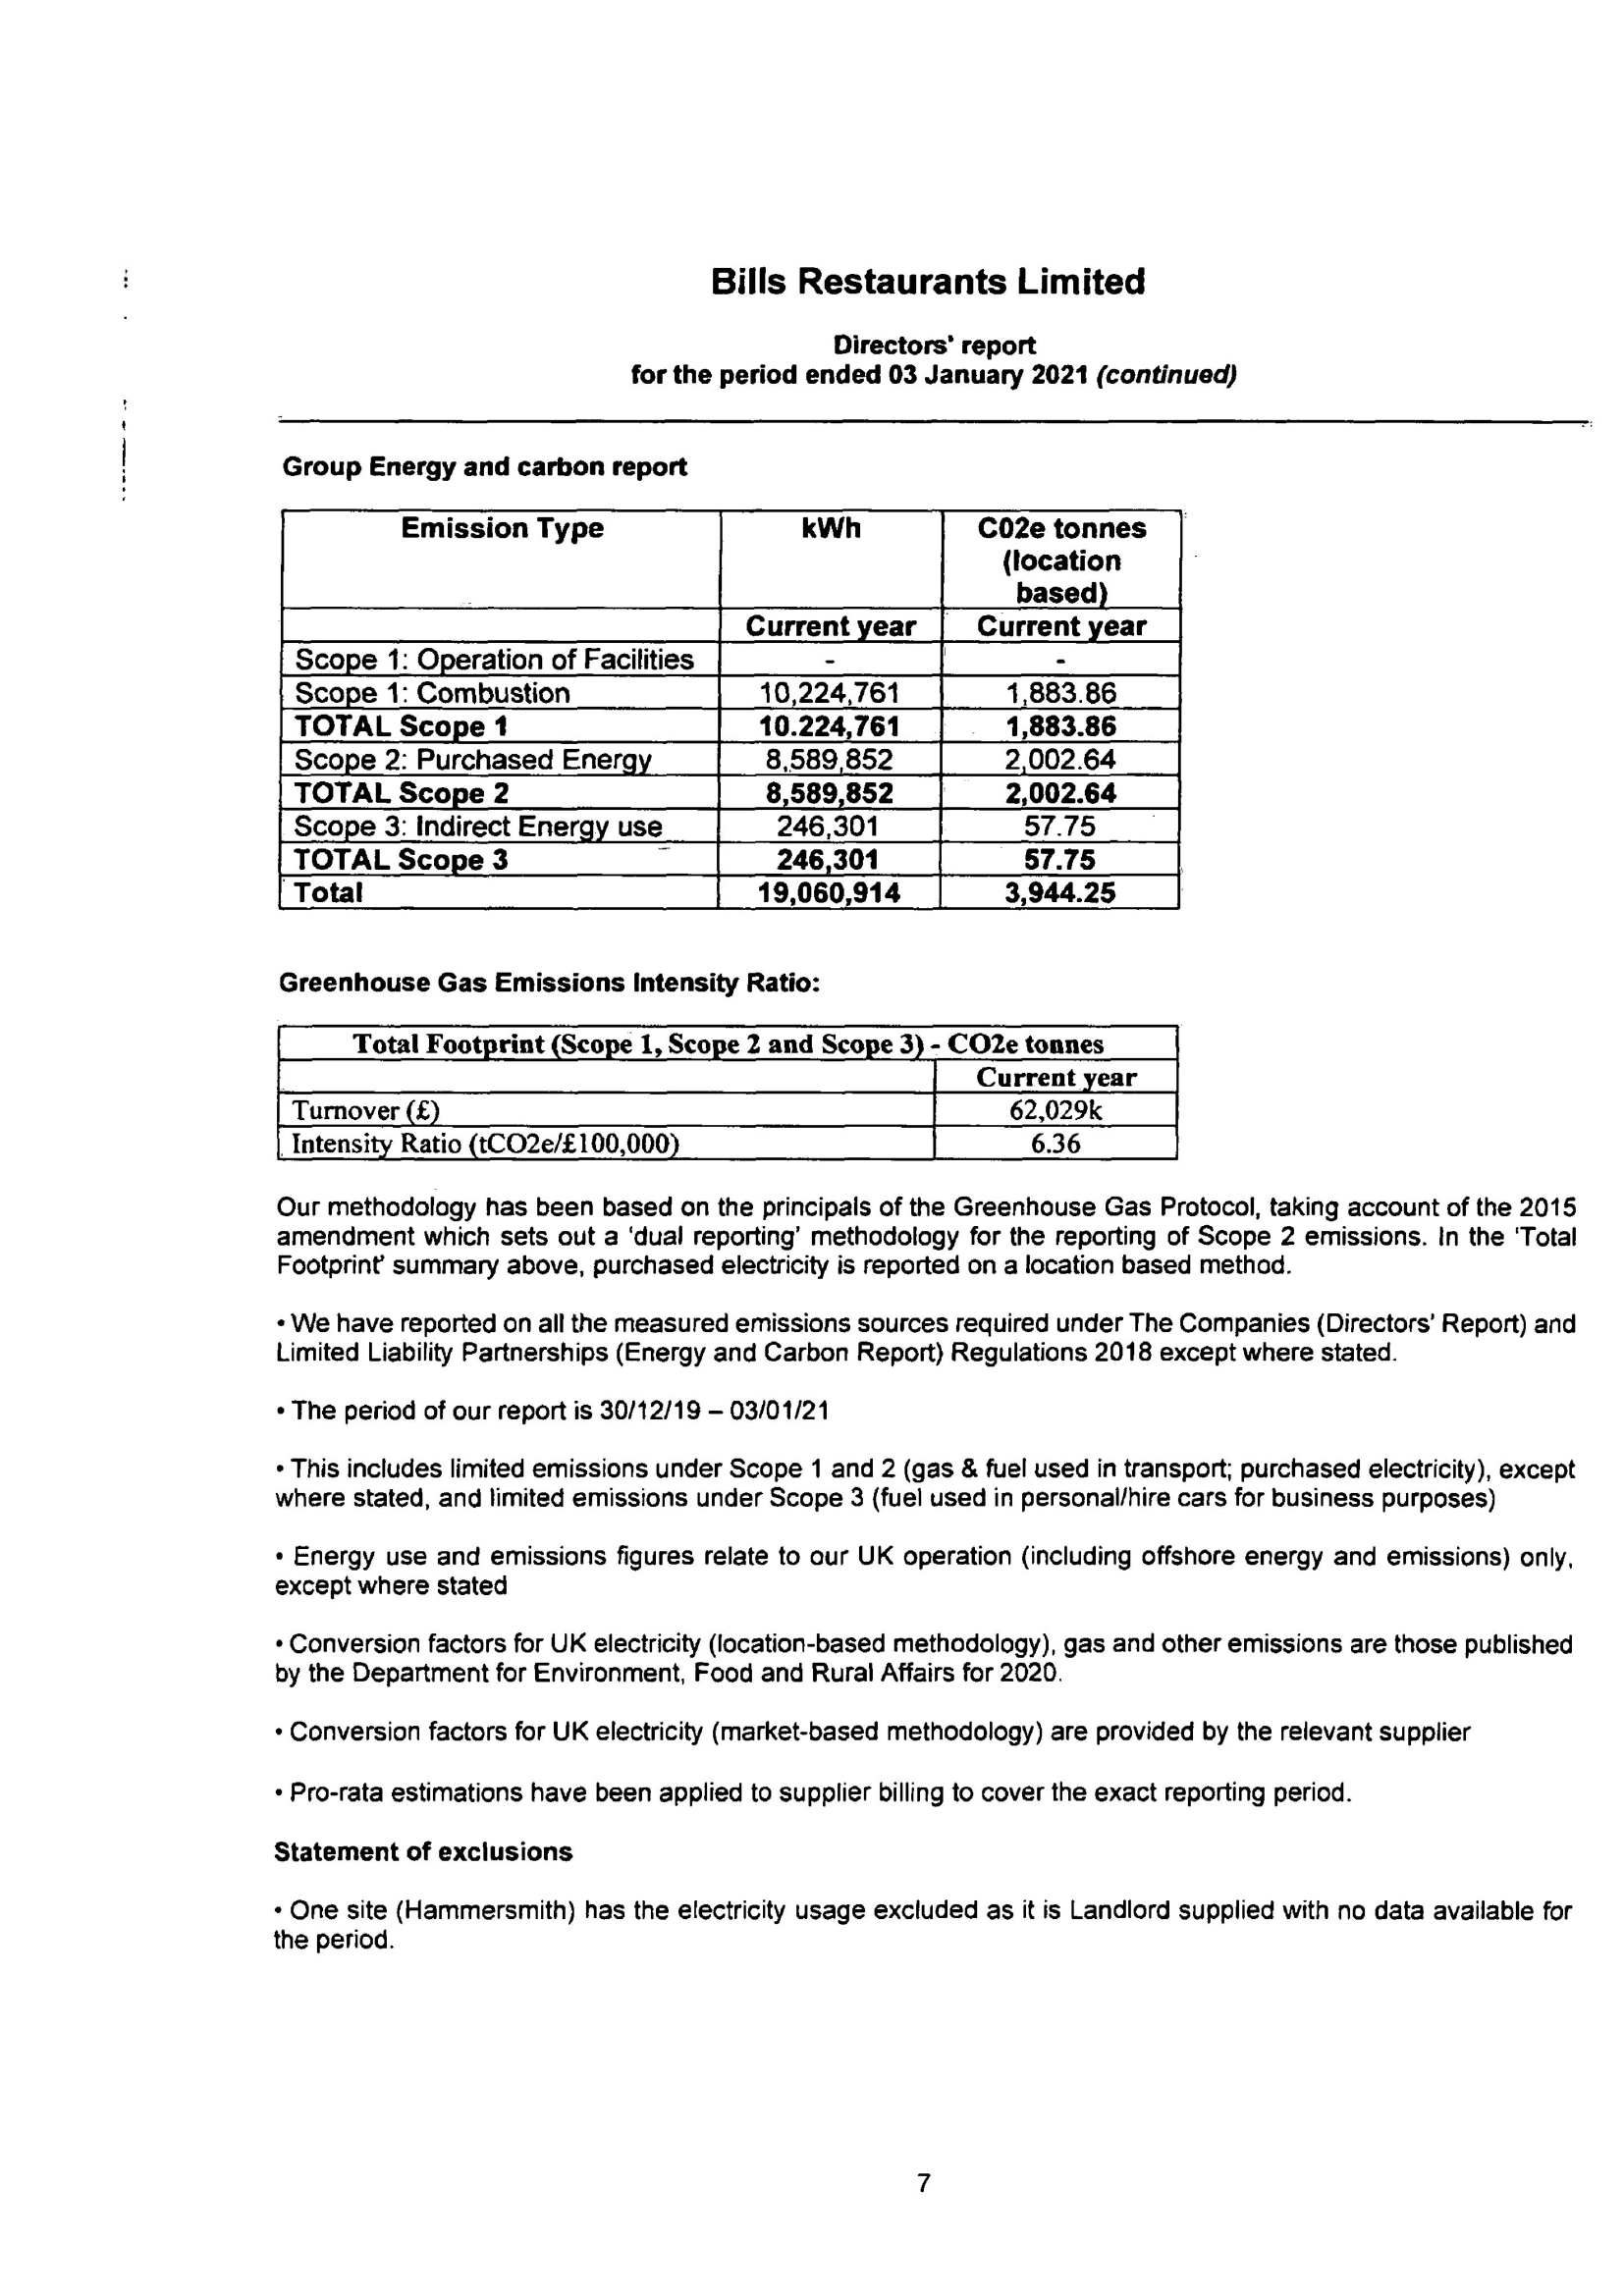 Bills Restaurants Limited
Directors' report
for the period ended 03 January 2021 (continued)
Group Energy and carbon report
Emission Type kWh C02e tonnes
(location
based)
Current year Current year
Scope 1: Operation of Facilities - -
Scope 1: Combustion 10,224,761 1,883.86
TOTAL Scope 1 10.224,761 1,883.86
Scope 2: Purchased Energy 8,589,852 2,002.64
TOTAL Scope 2 8,589,852 2,002.64
Scope 3: Indirect Energy use 246,301 57.75
TOTAL Scope 3 246,301 57.75
Total 19,060,914 3,944.25
Greenhouse Gas Emissions Intensity Ratio:
Total Footprint (Scope 1, Scope 2 and Scope 3) - CO2e tonnes
Current year
Turnover (£) 62,029k
Intensity Ratio (tCO2e/£100,000) 6.36
Our methodology has been based on the principals of the Greenhouse Gas Protocol, taking account of the 2015
amendment which sets out a 'dual reporting' methodology for the reporting of Scope 2 emissions. In the 'Total
Footprint' summary above, purchased electricity is reported on a location based method.
• We have reported on all the measured emissions sources required under The Companies (Directors' Report) and
Limited Liability Partnerships (Energy and Carbon Report) Regulations 2018 except where stated.
• The period of our report is 30/12/19 – 03/01/21
• This includes limited emissions under Scope 1 and 2 (gas & fuel used in transport; purchased electricity), except
where stated, and limited emissions under Scope 3 (fuel used in personal/hire cars for business purposes)
• Energy use and emissions figures relate to our UK operation (including offshore energy and emissions) only,
except where stated
• Conversion factors for UK electricity (location-based methodology), gas and other emissions are those published
by the Department for Environment, Food and Rural Affairs for 2020.
• Conversion factors for UK electricity (market-based methodology) are provided by the relevant supplier
• Pro-rata estimations have been applied to supplier billing to cover the exact reporting period.
Statement of exclusions
• One site (Hammersmith) has the electricity usage excluded as it is Landlord supplied with no data available for
the period.
7